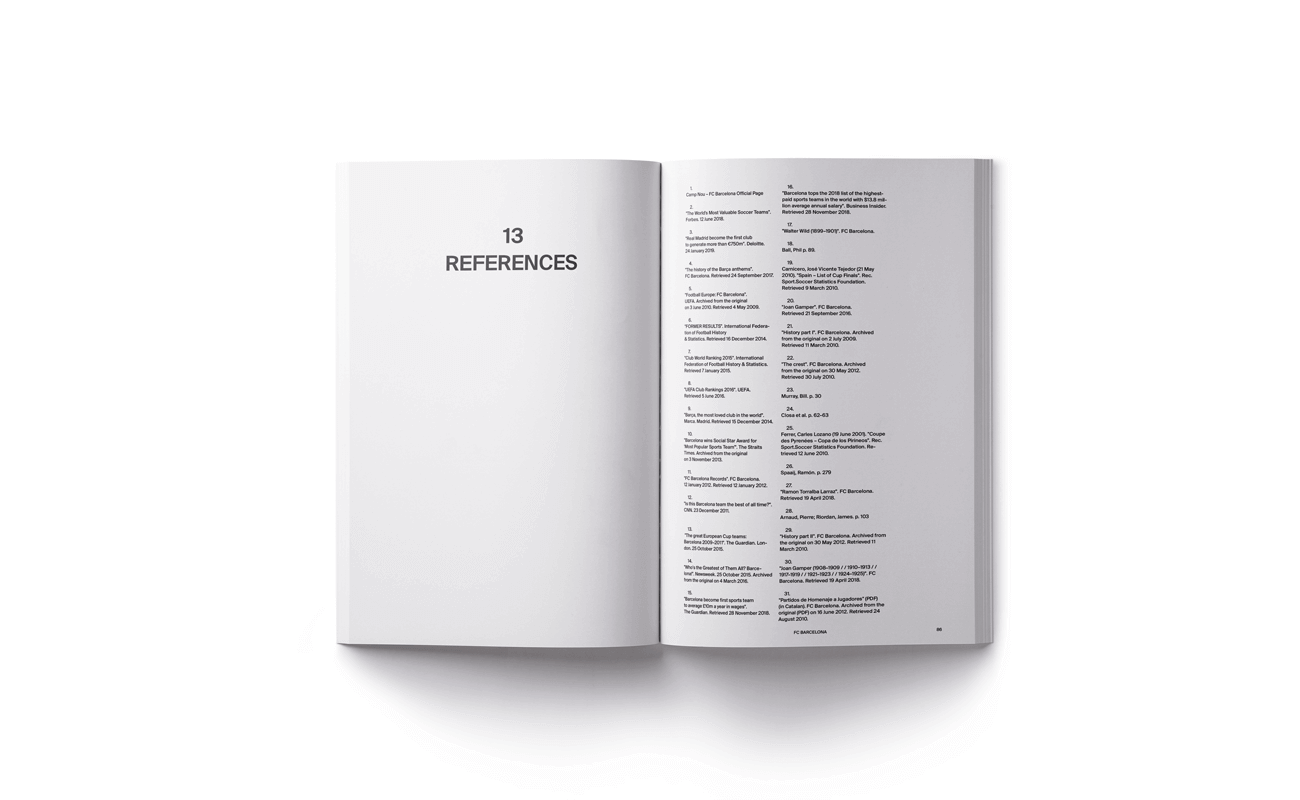 13
REFERENCES
1.
Camp Nou – FC Barcelona Official Page
2.
"The World's Most Valuable Soccer Teams".
Forbes. 12 June 2018.
3.
"Real Madrid become the first club
to generate more than €750m". Deloitte.
24 January 2019.
4.
"The history of the Barça anthems".
FC Barcelona. Retrieved 24 September 2017.
5.
"Football Europe: FC Barcelona".
UEFA. Archived from the original
on 3 June 2010. Retrieved 4 May 2009.
6.
"FORMER RESULTS". International Federa-
tion of Football History
& Statistics. Retrieved 16 December 2014.
7.
"Club World Ranking 2015". International
Federation of Football History & Statistics.
Retrieved 7 January 2015.
8.
"UEFA Club Rankings 2016". UEFA.
Retrieved 5 June 2016.
9.
"Barça, the most loved club in the world".
Marca. Madrid. Retrieved 15 December 2014.
10.
"Barcelona wins Social Star Award for
'Most Popular Sports Team'". The Straits
Times. Archived from the original
on 3 November 2013.
11.
"FC Barcelona Records". FC Barcelona.
12 January 2012. Retrieved 12 January 2012.
12.
"Is this Barcelona team the best of all time?".
CNN. 23 December 2011.
13.
"The great European Cup teams:
Barcelona 2009–2011". The Guardian. Lon-
don. 25 October 2015.
14.
"Who's the Greatest of Them All? Barce-
lona!". Newsweek. 25 October 2015. Archived
from the original on 4 March 2016.
15.
"Barcelona become first sports team
to average £10m a year in wages".
The Guardian. Retrieved 28 November 2018.
16.
"Barcelona tops the 2018 list of the highest-
paid sports teams in the world with $13.8 mil-
lion average annual salary". Business Insider.
Retrieved 28 November 2018.
17.
"Walter Wild (1899–1901)". FC Barcelona.
18.
Ball, Phil p. 89.
19.
Carnicero, José Vicente Tejedor (21 May
2010). "Spain – List of Cup Finals". Rec.
Sport.Soccer Statistics Foundation.
Retrieved 9 March 2010.
20.
"Joan Gamper". FC Barcelona.
Retrieved 21 September 2016.
21.
"History part I". FC Barcelona. Archived
from the original on 2 July 2009.
Retrieved 11 March 2010.
22.
"The crest". FC Barcelona. Archived
from the original on 30 May 2012.
Retrieved 30 July 2010.
23.
Murray, Bill. p. 30
24.
Closa et al. p. 62–63
25.
Ferrer, Carles Lozano (19 June 2001). "Coupe
des Pyrenées – Copa de los Pirineos". Rec.
Sport.Soccer Statistics Foundation. Re-
trieved 12 June 2010.
26.
Spaaij, Ramón. p. 279
27.
"Ramon Torralba Larraz". FC Barcelona.
Retrieved 19 April 2018.
28.
Arnaud, Pierre; Riordan, James. p. 103
29.
"History part II". FC Barcelona. Archived from
the original on 30 May 2012. Retrieved 11
March 2010.
30.
"Joan Gamper (1908–1909 / / 1910–1913 / /
1917-1919 / / 1921–1923 / / 1924–1925)". FC
Barcelona. Retrieved 19 April 2018.
31.
"Partidos de Homenaje a Jugadores" (PDF)
(in Catalan). FC Barcelona. Archived from the
original (PDF) on 16 June 2012. Retrieved 24
August 2010.
FC BARCELONA
86